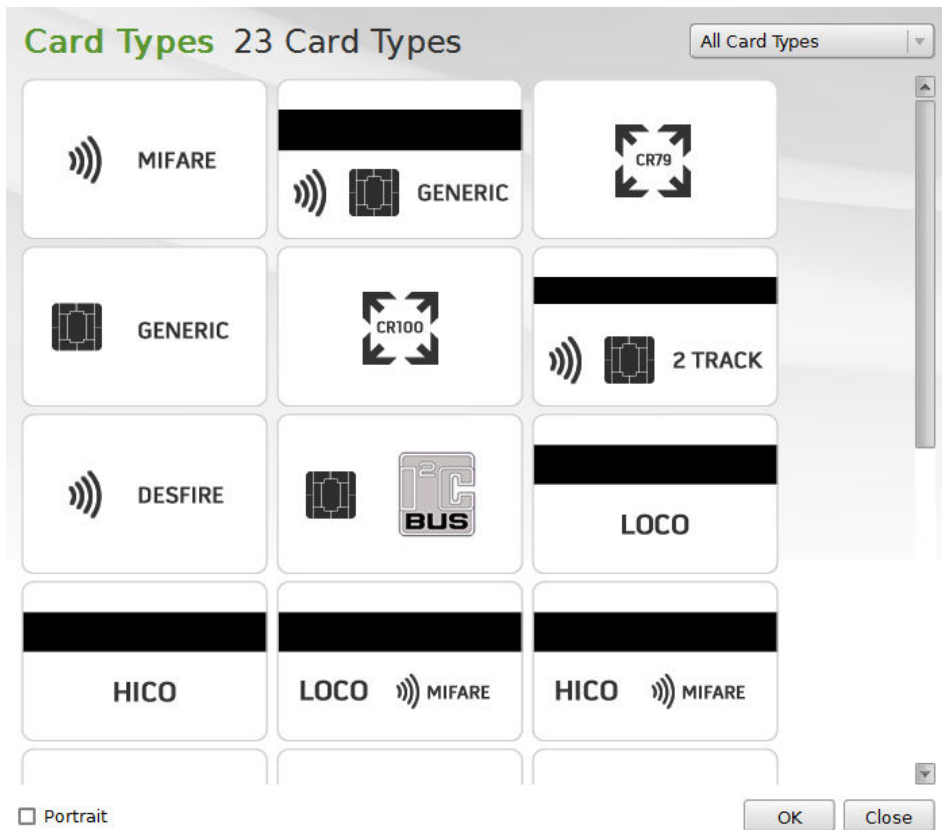 Card Types 23 Card Types
All Card Types
MIFARE
GENERIC
CR79
GENERIC
CR100
2 TRACK
DESFIRE
I2C
BUS
LOCO
HICO
LOCO MIFARE
HICO MIFARE
Portrait
OK
Close